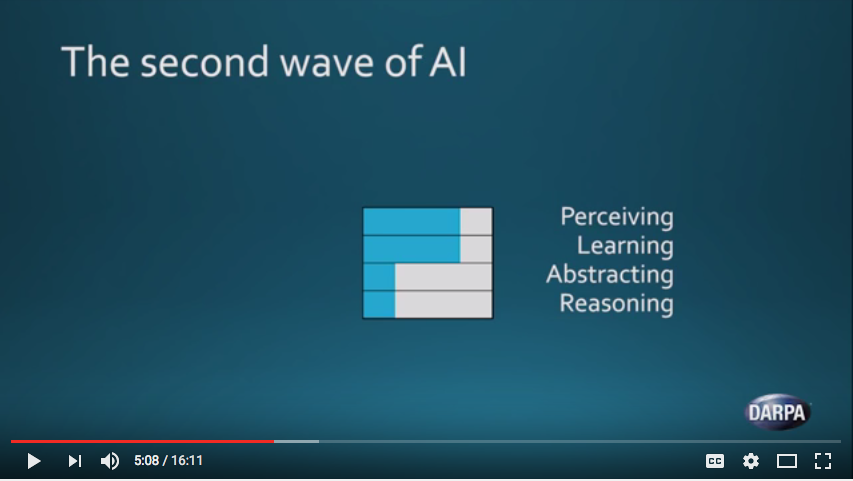 The second wave of AI
Perceiving
Learning
Abstracting
Reasoning
DARPA
5:08 / 16:11
CC